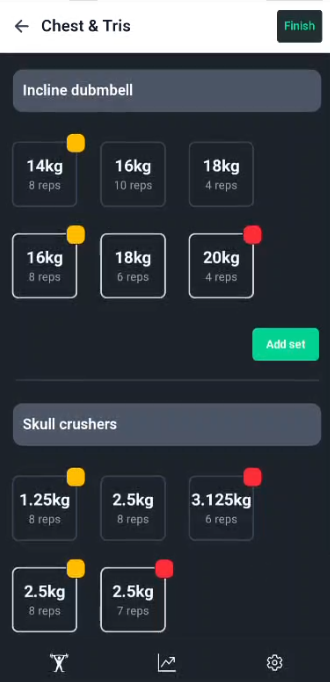 Chest & Tris
Finish
Incline dubmbell
14kg 16kg 18kg
8 reps 10 reps 4 reps
16kg 18kg 20kg
8 reps 6 reps 4 reps
Add set
Skull crushers
1.25kg 2.5kg 3.125kg
8 reps 8 reps 6 reps
2.5kg 2.5kg
8 reps 7 reps